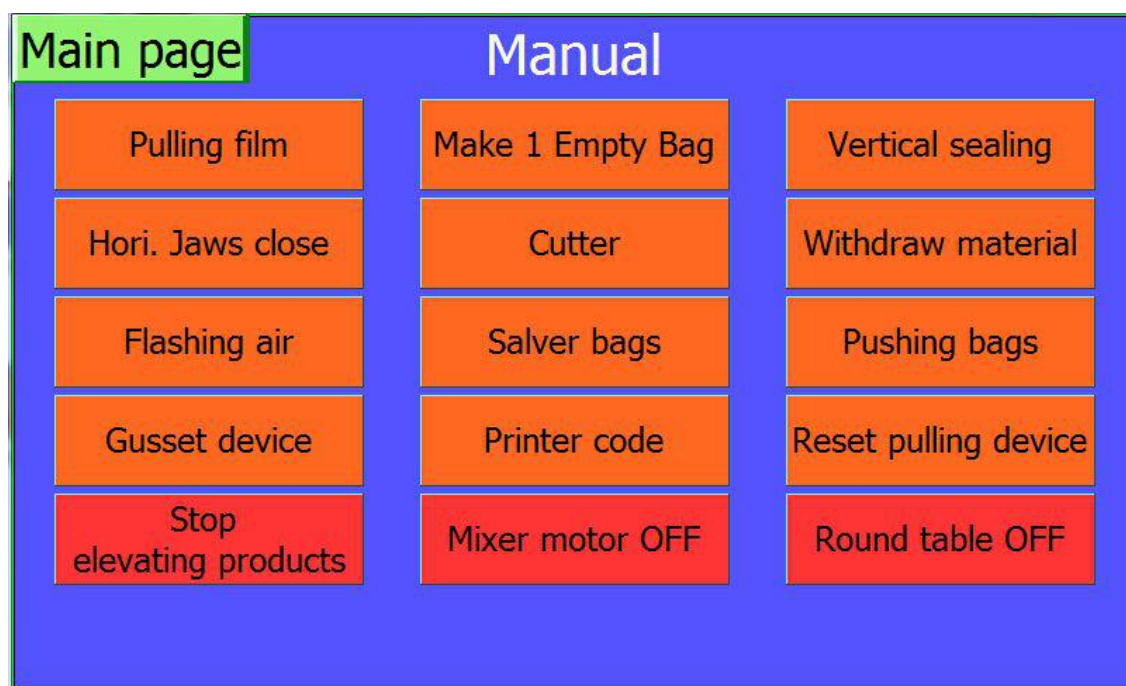 Main page
Manual
Pulling film
Make 1 Empty Bag
Vertical sealing
Hori. Jaws close
Cutter
Withdraw material
Flashing air
Salver bags
Pushing bags
Gusset device
Printer code
Reset pulling device
Stop
elevating products
Mixer motor OFF
Round table OFF